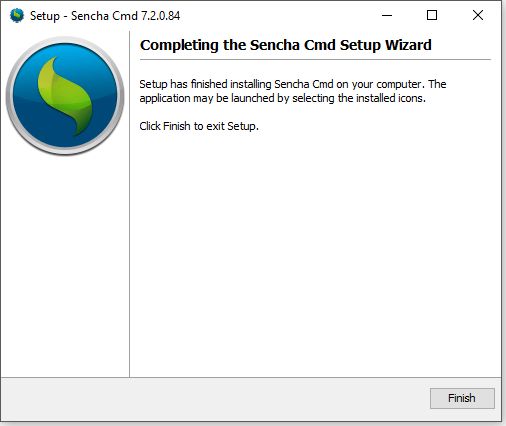 Setup - Sencha Cmd 7.2.0.84
Completing the Sencha Cmd Setup Wizard
Setup has finished installing Sencha Cmd on your computer. The
application may be launched by selecting the installed icons.
Click Finish to exit Setup.
Finish